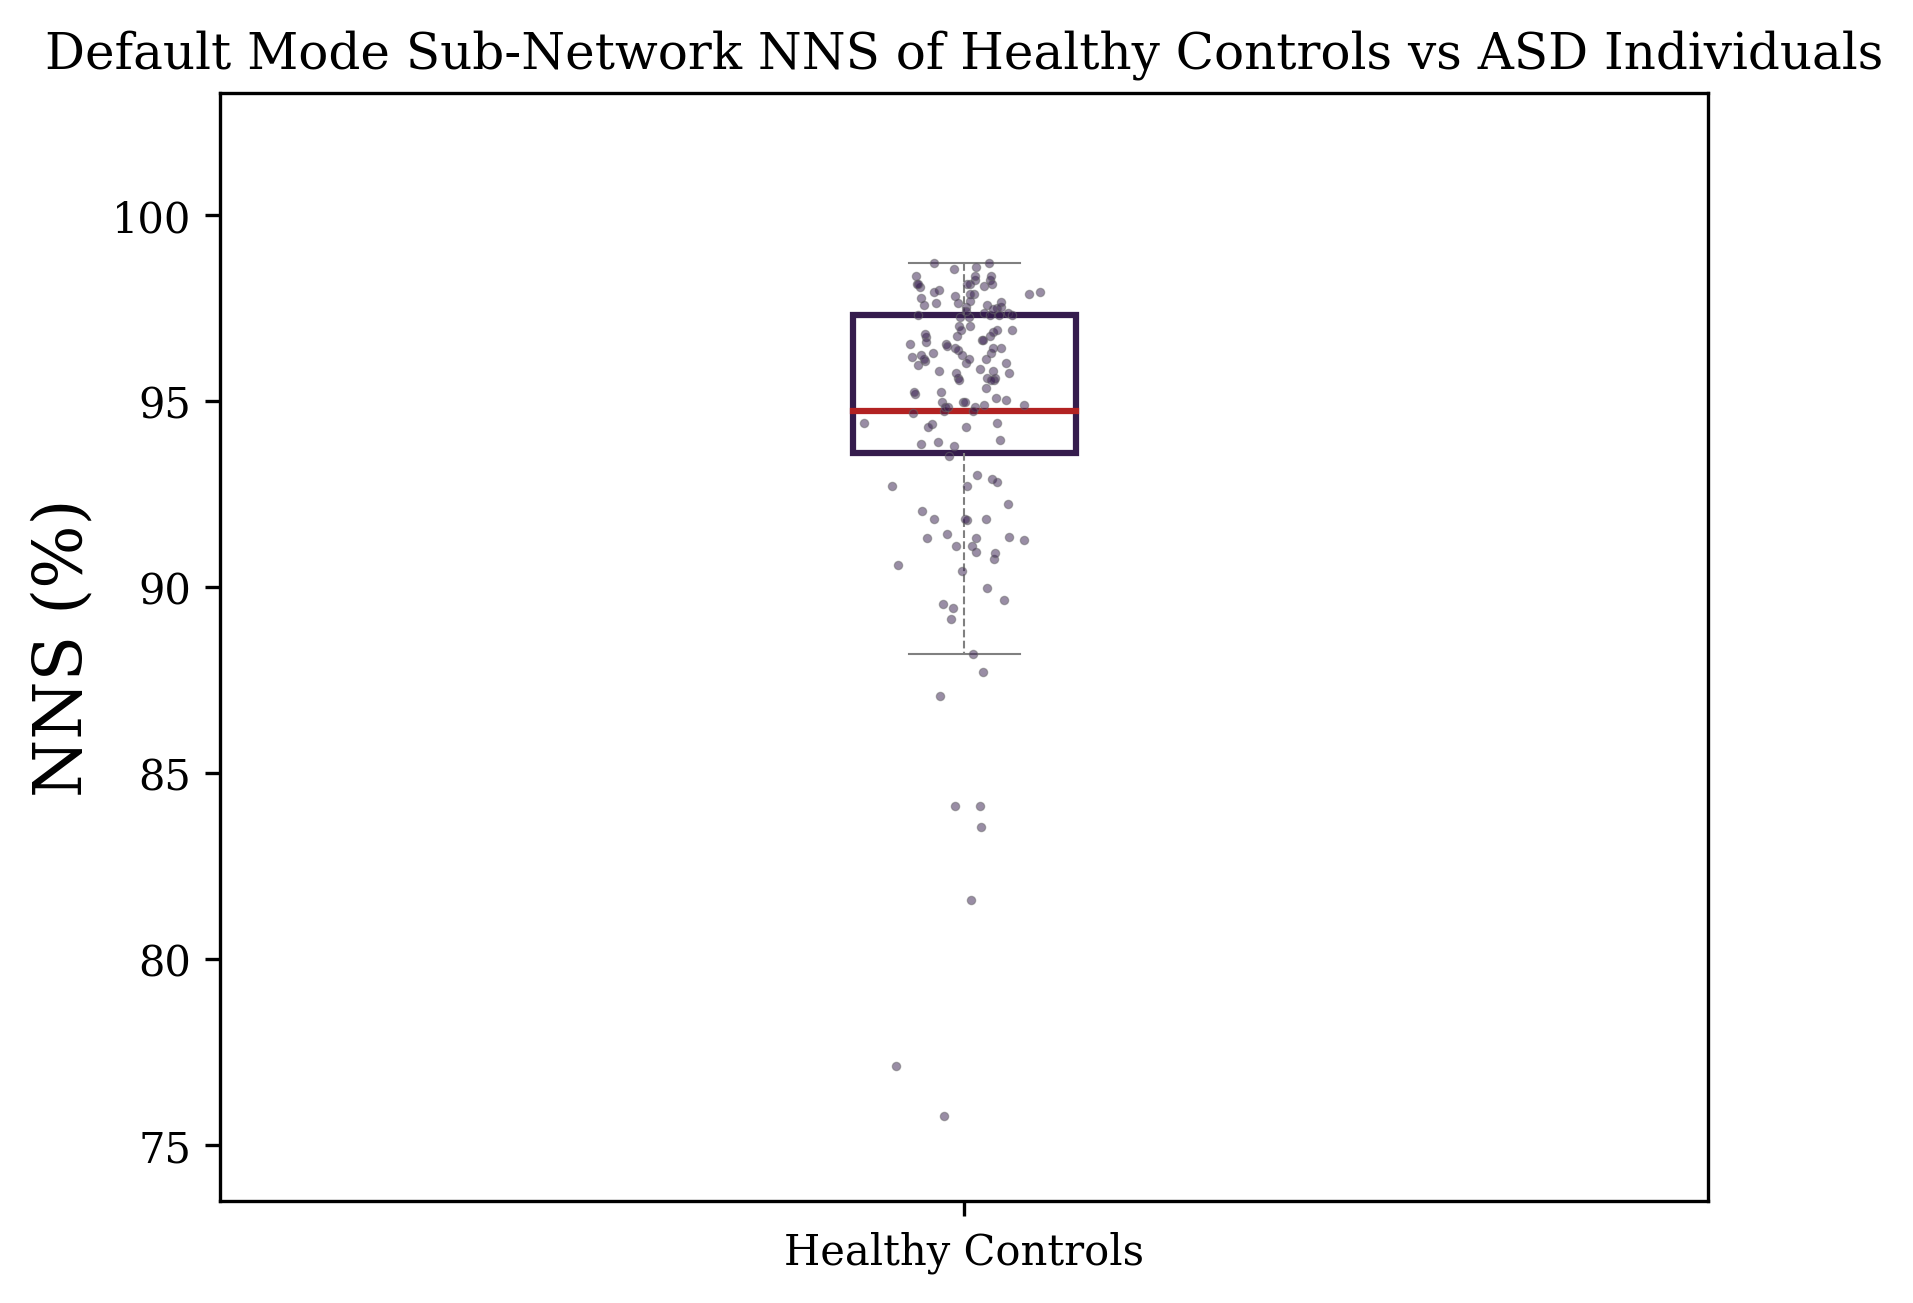 Default Mode Sub-Network NNS of Healthy Controls vs ASD Individuals
NNS (%)
100
95
90
85
80
75
Healthy Controls